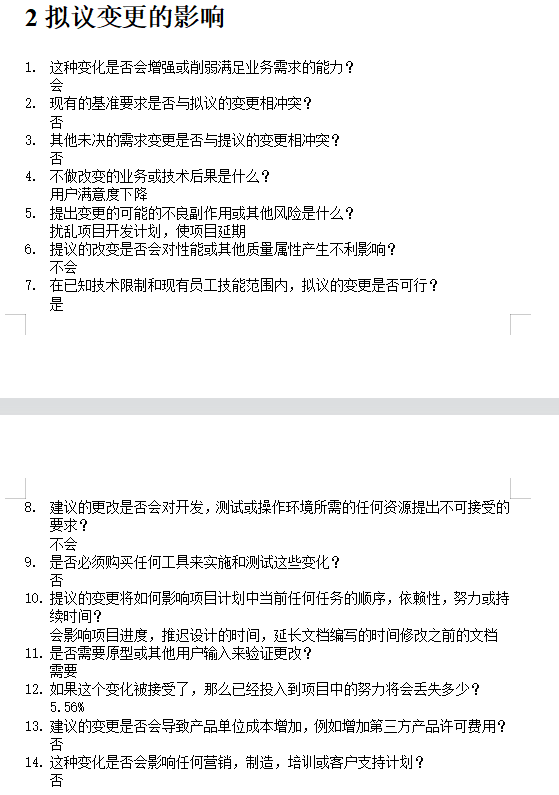 2 拟议变更的影响
1. 这种变化是否会增强或削弱满足业务需求的能力？
会
2. 现有的基准要求是否与拟议的变更相冲突？
否
3. 其他未决的需求变更是否与提议的变更相冲突？
否
4. 不做改变的业务或技术后果是什么？
用户满意度下降
5. 提出变更的可能的不良副作用或其他风险是什么？
扰乱项目开发计划，使项目延期
6. 提议的改变是否会对性能或其他质量属性产生不利影响？
不会
7. 在已知技术限制和现有员工技能范围内，拟议的变更是否可行？
是
8. 建议的更改是否会对开发，测试或操作环境所需的任何资源提出不可接受的
要求？
不会
9. 是否必须购买任何工具来实施和测试这些变化？
否
10. 提议的变更将如何影响项目计划中当前任何任务的顺序，依赖性，努力或持
续时间？
会影响项目进度，推迟设计的时间，延长文档编写的时间修改之前的文档
11. 是否需要原型或其他用户输入来验证更改？
需要
12. 如果这个变化被接受了，那么已经投入到项目中的努力将会丢失多少？
5.56%
13. 建议的变更是否会导致产品单位成本增加，例如增加第三方产品许可费用？
否
14. 这种变化是否会影响任何营销，制造，培训或客户支持计划？
否